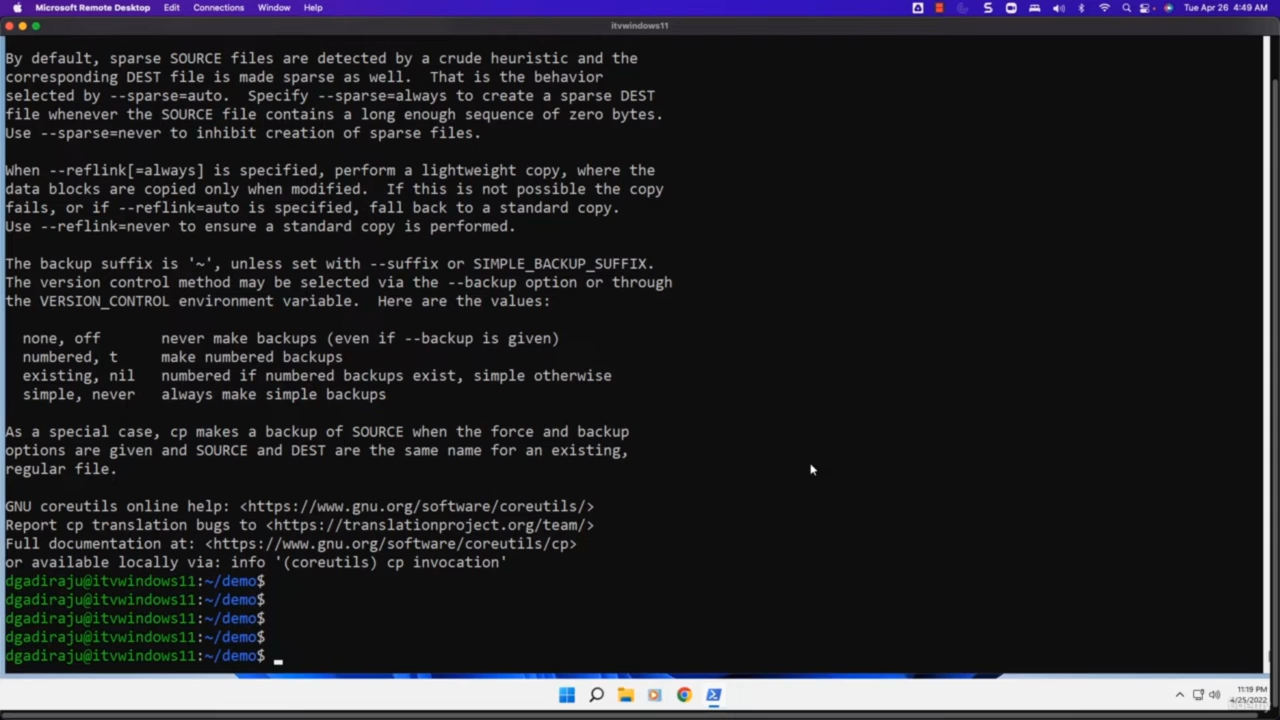 Microsoft Remote Desktop Edit Connections Window Help
Tue Apr 26 4:49 AM
itvwindows11
By default, sparse SOURCE files are detected by a crude heuristic and the
corresponding DEST file is made sparse as well.  That is the behavior
selected by --sparse=auto.  Specify --sparse=always to create a sparse DEST
file whenever the SOURCE file contains a long enough sequence of zero bytes.
Use --sparse=never to inhibit creation of sparse files.
When --reflink[=always] is specified, perform a lightweight copy, where the
data blocks are copied only when modified.  If this is not possible the copy
fails, or if --reflink=auto is specified, fall back to a standard copy.
Use --reflink=never to ensure a standard copy is performed.
The backup suffix is '~', unless set with --suffix or SIMPLE_BACKUP_SUFFIX.
The version control method may be selected via the --backup option or through
the VERSION_CONTROL environment variable.  Here are the values:
none, off       never make backups (even if --backup is given)
numbered, t     make numbered backups
existing, nil   numbered if numbered backups exist, simple otherwise
simple, never   always make simple backups
As a special case, cp makes a backup of SOURCE when the force and backup
options are given and SOURCE and DEST are the same name for an existing,
regular file.
GNU coreutils online help: <https://www.gnu.org/software/coreutils/>
Report cp translation bugs to <https://translationproject.org/team/>
Full documentation at: <https://www.gnu.org/software/coreutils/cp>
or available locally via: info '(coreutils) cp invocation'
dgadiraju@itvwindows11:~/demo$
dgadiraju@itvwindows11:~/demo$
dgadiraju@itvwindows11:~/demo$
dgadiraju@itvwindows11:~/demo$
dgadiraju@itvwindows11:~/demo$
11:19 PM
4/25/2022